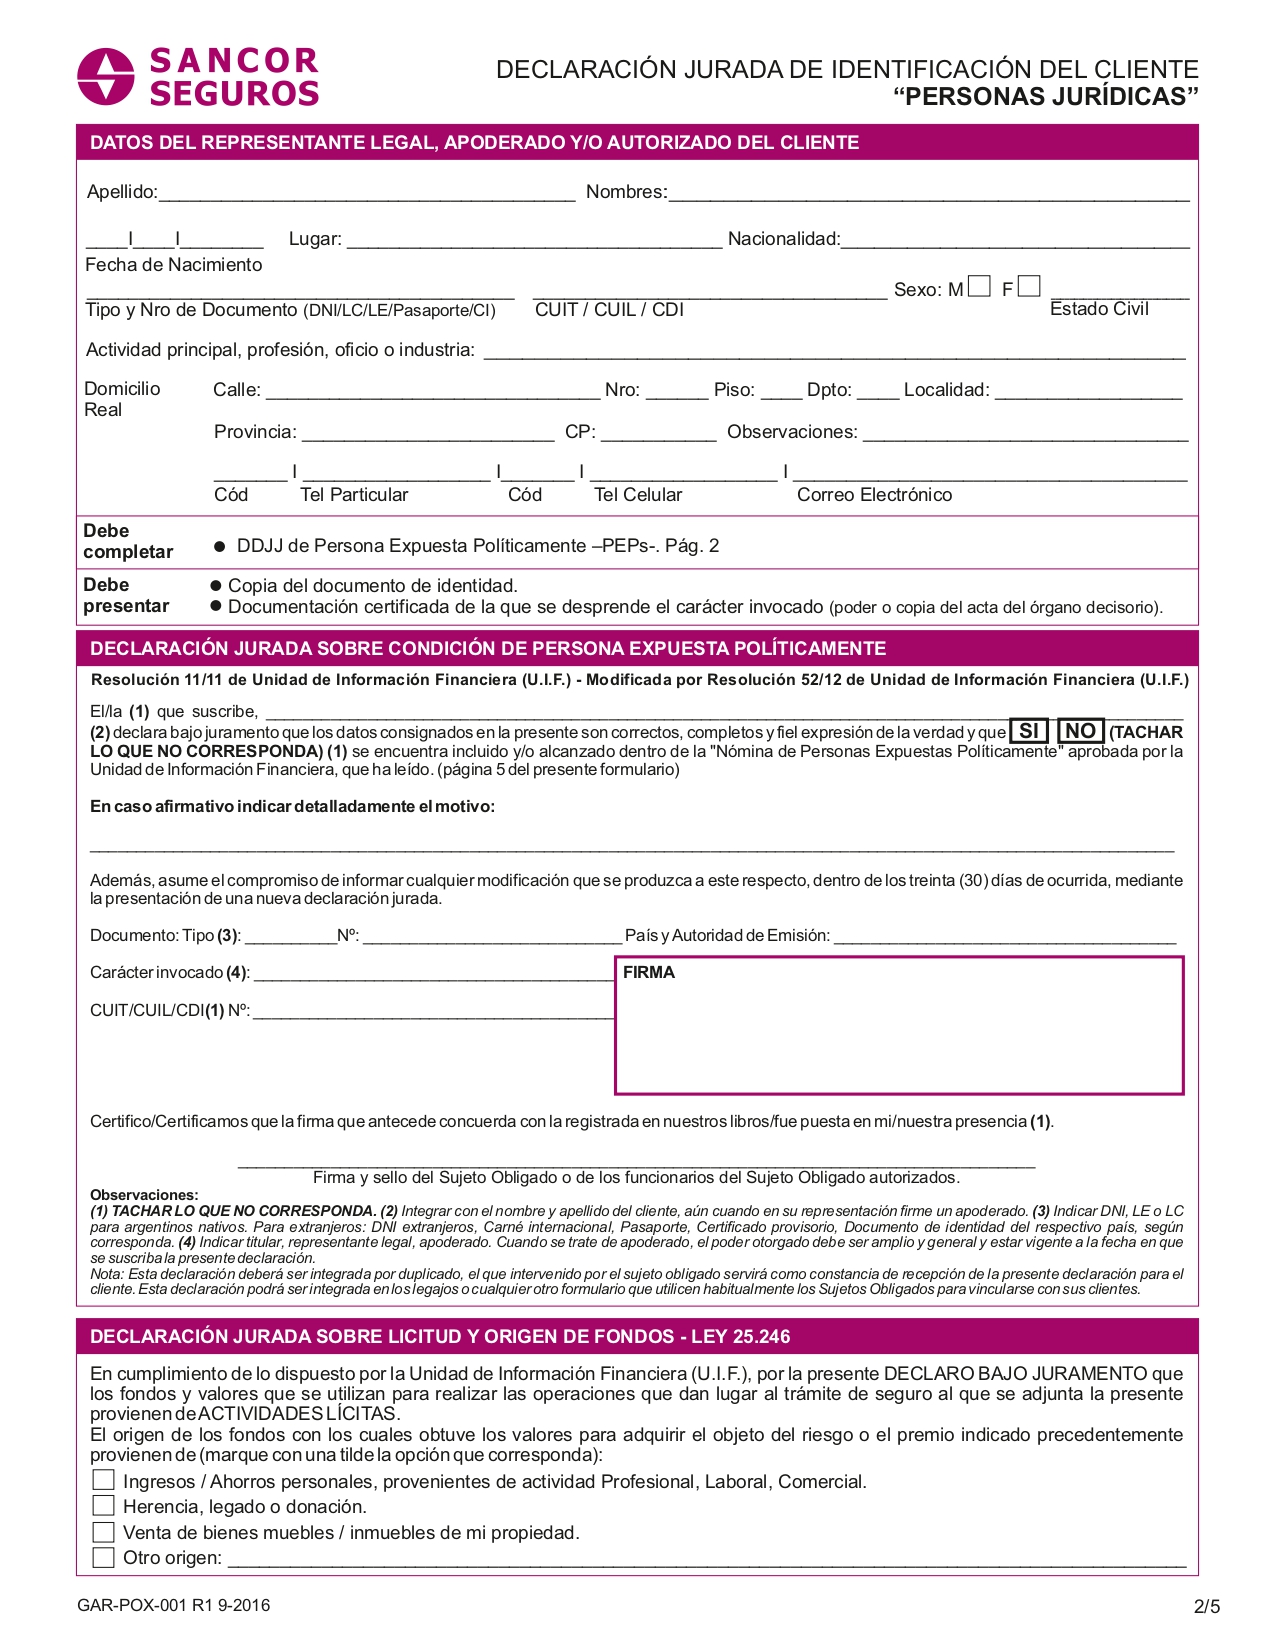 SANCOR
SEGUROS
DECLARACIÓN JURADA DE IDENTIFICACIÓN DEL CLIENTE
“PERSONAS JURÍDICAS”
DATOS DEL REPRESENTANTE LEGAL, APODERADO Y/O AUTORIZADO DEL CLIENTE
Apellido:________________________________________ Nombres:__________________________________________________
____I____I________ Lugar: ____________________________________ Nacionalidad:__________________________________
Fecha de Nacimiento
_________________________________________ __________________________________ Sexo: M F _____________
Tipo y Nro de Documento (DNI/LC/LE/Pasaporte/CI) CUIT / CUIL / CDI Estado Civil
Actividad principal, profesión, oficio o industria: ___________________________________________________________________
Domicilio Calle: ________________________________ Nro: ______ Piso: ____ Dpto: ____ Localidad: __________________
Real
Provincia: ________________________ CP: ___________ Observaciones: _______________________________
_______ I __________________ I_______ I __________________ I ______________________________________
Cód Tel Particular Cód Tel Celular Correo Electrónico
Debe
completar
● DDJJ de Persona Expuesta Políticamente –PEPs-. Pág. 2
Debe
presentar
● Copia del documento de identidad.
● Documentación certificada de la que se desprende el carácter invocado (poder o copia del acta del órgano decisorio).
DECLARACIÓN JURADA SOBRE CONDICIÓN DE PERSONA EXPUESTA POLÍTICAMENTE
Resolución 11/11 de Unidad de Información Financiera (U.I.F.) - Modificada por Resolución 52/12 de Unidad de Información Financiera (U.I.F.)
El/la (1) que suscribe, ____________________________________________________________________________________________________
(2) declara bajo juramento que los datos consignados en la presente son correctos, completos y fiel expresión de la verdad y que SI NO (TACHAR
LO QUE NO CORRESPONDA) (1) se encuentra incluido y/o alcanzado dentro de la "Nómina de Personas Expuestas Políticamente" aprobada por la
Unidad de Información Financiera, que ha leído. (página 5 del presente formulario)
En caso afirmativo indicar detalladamente el motivo:
______________________________________________________________________________________________________________________
Además, asume el compromiso de informar cualquier modificación que se produzca a este respecto, dentro de los treinta (30) días de ocurrida, mediante
la presentación de una nueva declaración jurada.
Documento: Tipo (3): __________Nº: ____________________________ País y Autoridad de Emisión: _____________________________________
Carácter invocado (4): _______________________________________ FIRMA
CUIT/CUIL/CDI(1) Nº: _______________________________________
Certifico/Certificamos que la firma que antecede concuerda con la registrada en nuestros libros/fue puesta en mi/nuestra presencia (1).
______________________________________________________________________________________
Firma y sello del Sujeto Obligado o de los funcionarios del Sujeto Obligado autorizados.
Observaciones:
(1) TACHAR LO QUE NO CORRESPONDA. (2) Integrar con el nombre y apellido del cliente, aún cuando en su representación firme un apoderado. (3) Indicar DNI, LE o LC
para argentinos nativos. Para extranjeros: DNI extranjeros, Carné internacional, Pasaporte, Certificado provisorio, Documento de identidad del respectivo país, según
corresponda. (4) Indicar titular, representante legal, apoderado. Cuando se trate de apoderado, el poder otorgado debe ser amplio y general y estar vigente a la fecha en que
se suscriba la presente declaración.
Nota: Esta declaración deberá ser integrada por duplicado, el que intervenido por el sujeto obligado servirá como constancia de recepción de la presente declaración para el
cliente. Esta declaración podrá ser integrada en los legajos o cualquier otro formulario que utilicen habitualmente los Sujetos Obligados para vincularse con sus clientes.
DECLARACIÓN JURADA SOBRE LICITUD Y ORIGEN DE FONDOS - LEY 25.246
En cumplimiento de lo dispuesto por la Unidad de Información Financiera (U.I.F.), por la presente DECLARO BAJO JURAMENTO que
los fondos y valores que se utilizan para realizar las operaciones que dan lugar al trámite de seguro al que se adjunta la presente
provienen de ACTIVIDADES LÍCITAS.
El origen de los fondos con los cuales obtuve los valores para adquirir el objeto del riesgo o el premio indicado precedentemente
provienen de (marque con una tilde la opción que corresponda):
Ingresos / Ahorros personales, provenientes de actividad Profesional, Laboral, Comercial.
Herencia, legado o donación.
Venta de bienes muebles / inmuebles de mi propiedad.
Otro origen: ____________________________________________________________________________________________
GAR-POX-001 R1 9-2016 2/5